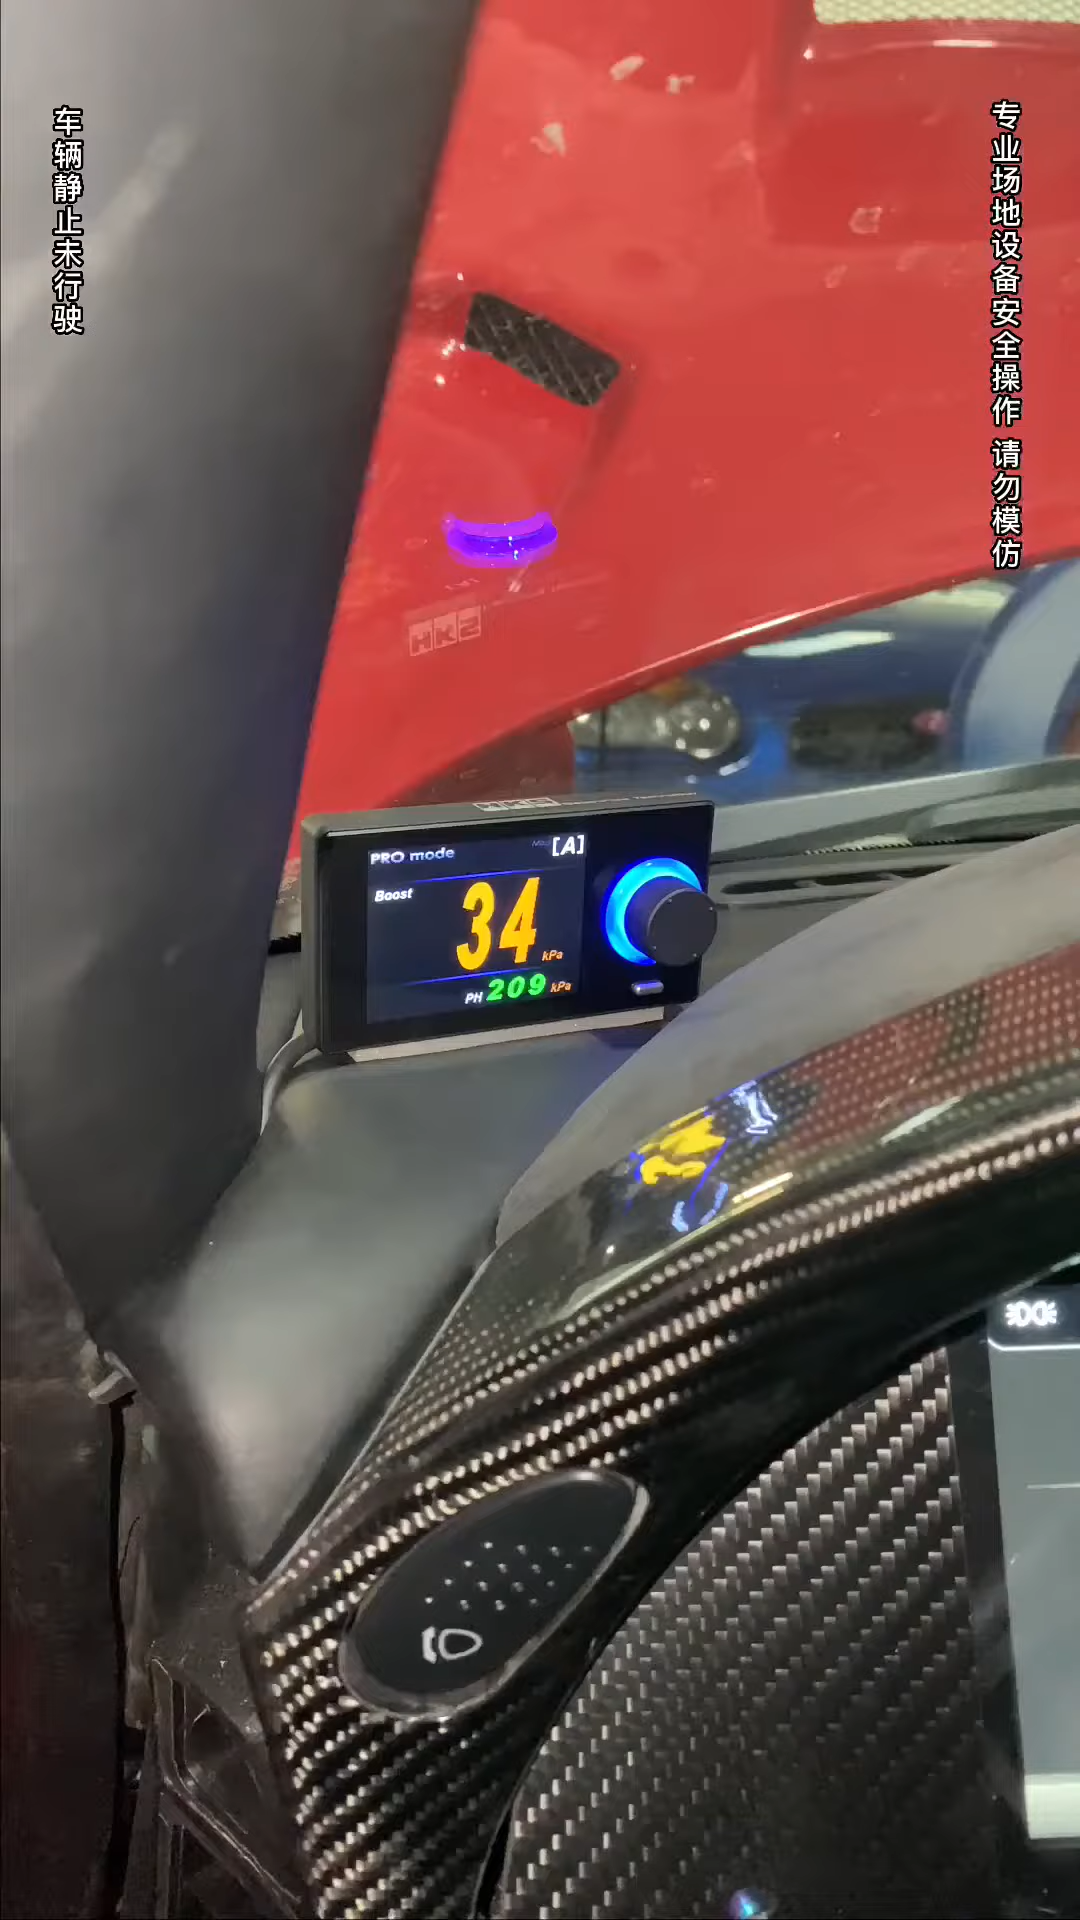 车辆静止未行驶
专业场地设备安全操作 请勿模仿
HKS
PRO mode [A]
Boost 34 kPa
PH 209 kPa